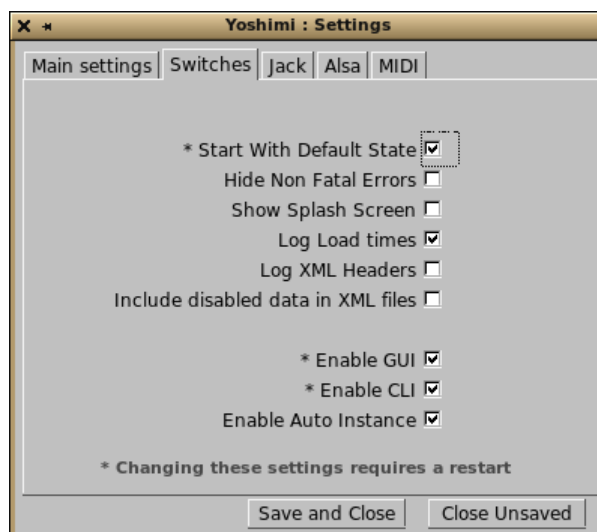 Yoshimi : Settings
Main settings Switches Jack Alsa MIDI
* Start With Default State
Hide Non Fatal Errors
Show Splash Screen
Log Load times
Log XML Headers
Include disabled data in XML files
* Enable GUI
* Enable CLI
Enable Auto Instance
* Changing these settings requires a restart
Save and Close Close Unsaved